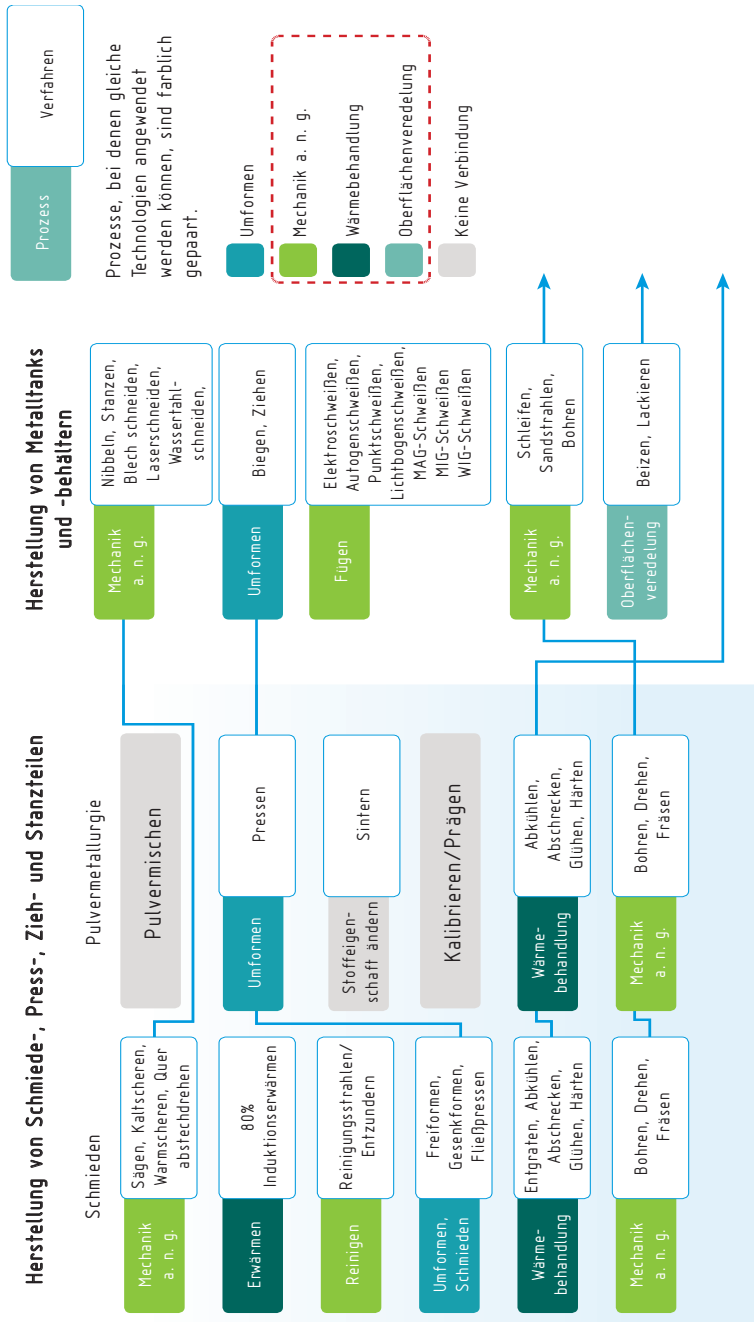 Herstellung von Schmiede-, Press-, Zieh- und Stanzteilen
Schmieden
Mechanik
a. n. g.
Sägen, Kaltscheren,
Warmscheren, Quer
abstechdrehen
Erwärmen
80%
Induktionserwärmen
Reinigen
Reinigungsstrahlen/
Entzundern
Umformen,
Schmieden
Freiformen,
Gesenkformen,
Fließpressen
Wärme-
behandlung
Entgraten, Abkühlen,
Abschrecken,
Glühen, Härten
Mechanik
a. n. g.
Bohren, Drehen,
Fräsen
Pulvermetallurgie
Pulvermischen
Umformen
Pressen
Stoffeigen-
schaft ändern
Sintern
Kalibrieren/Prägen
Wärme-
behandlung
Abkühlen,
Abschrecken,
Glühen, Härten
Mechanik
a. n. g.
Bohren, Drehen,
Fräsen
Herstellung von Metalltanks
und -behältern
Mechanik
a. n. g.
Nibbeln, Stanzen,
Blech schneiden,
Laserschneiden,
Wassertahl-
schneiden,
Umformen
Biegen, Ziehen
Fügen
Elektroschweißen,
Autogenschweißen,
Punktschweißen,
Lichtbogenschweißen,
MAG-Schweißen
MIG-Schweißen
WIG-Schweißen
Mechanik
a. n. g.
Schleifen,
Sandstrahlen,
Bohren
Oberflächen-
veredelung
Beizen, Lackieren
Prozess
Verfahren
Prozesse, bei denen gleiche
Technologien angewendet
werden können, sind farblich
gepaart.
Umformen
Mechanik a. n. g.
Wärmebehandlung
Oberflächenveredelung
Keine Verbindung